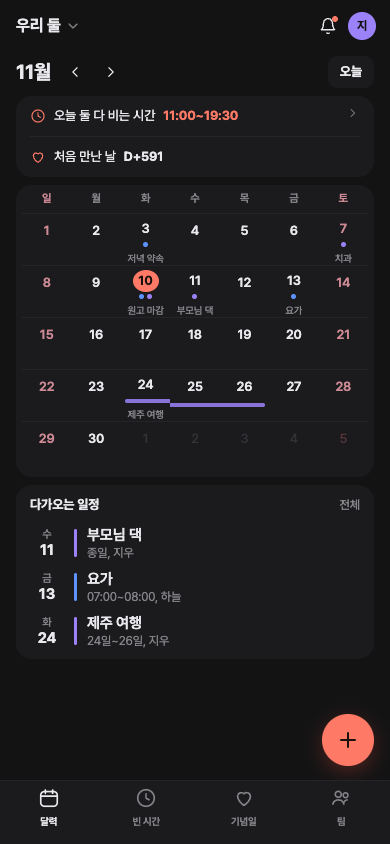 우리 둘
지
11월
오늘
오늘 둘 다 비는 시간 11:00~19:30
처음 만난 날 D+591
일 월 화 수 목 금 토
1 2 3 4 5 6 7
저녁 약속 치과
8 9 10 11 12 13 14
원고 마감 부모님 댁 요가
15 16 17 18 19 20 21
22 23 24 25 26 27 28
제주 여행
29 30 1 2 3 4 5
다가오는 일정 전체
수
11
부모님 댁
종일, 지우
금
13
요가
07:00~08:00, 하늘
화
24
제주 여행
24일~26일, 지우
달력 빈 시간 기념일 팀